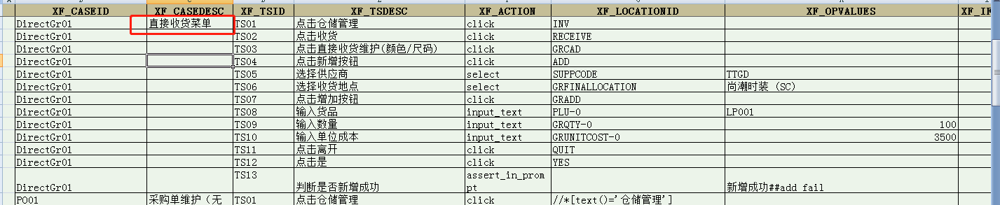 XF_CASEID XF_CASEDESC XF_TSID XF_TSDESC XF_ACTION XF_LOCATIONID XF_OPVALUES
DirectGr01 直接收货菜单 TS01 点击仓储管理 click INV
DirectGr01 TS02 点击收货 click RECEIVE
DirectGr01 TS03 点击直接收货维护(颜色/尺码) click GRCAD
DirectGr01 TS04 点击新增按钮 click ADD
DirectGr01 TS05 选择供应商 select SUPPCODE TTGD
DirectGr01 TS06 选择收货地点 select GRFINALLOCATION 尚潮时装 (SC)
DirectGr01 TS07 点击增加按钮 click GRADD
DirectGr01 TS08 输入货品 input_text PLU-0 LP001
DirectGr01 TS09 输入数量 input_text GRQTY-0 100
DirectGr01 TS10 输入单位成本 input_text GRUNITCOST-0 3500
DirectGr01 TS11 点击离开 click QUIT
DirectGr01 TS12 点击是 click YES
TS13 assert_in_prom
DirectGr01 判断是否新增成功 pt 新增成功##add fail
PO01 采购单维护（无 TS01 点击仓储管理 click //*[text()='仓储管理']